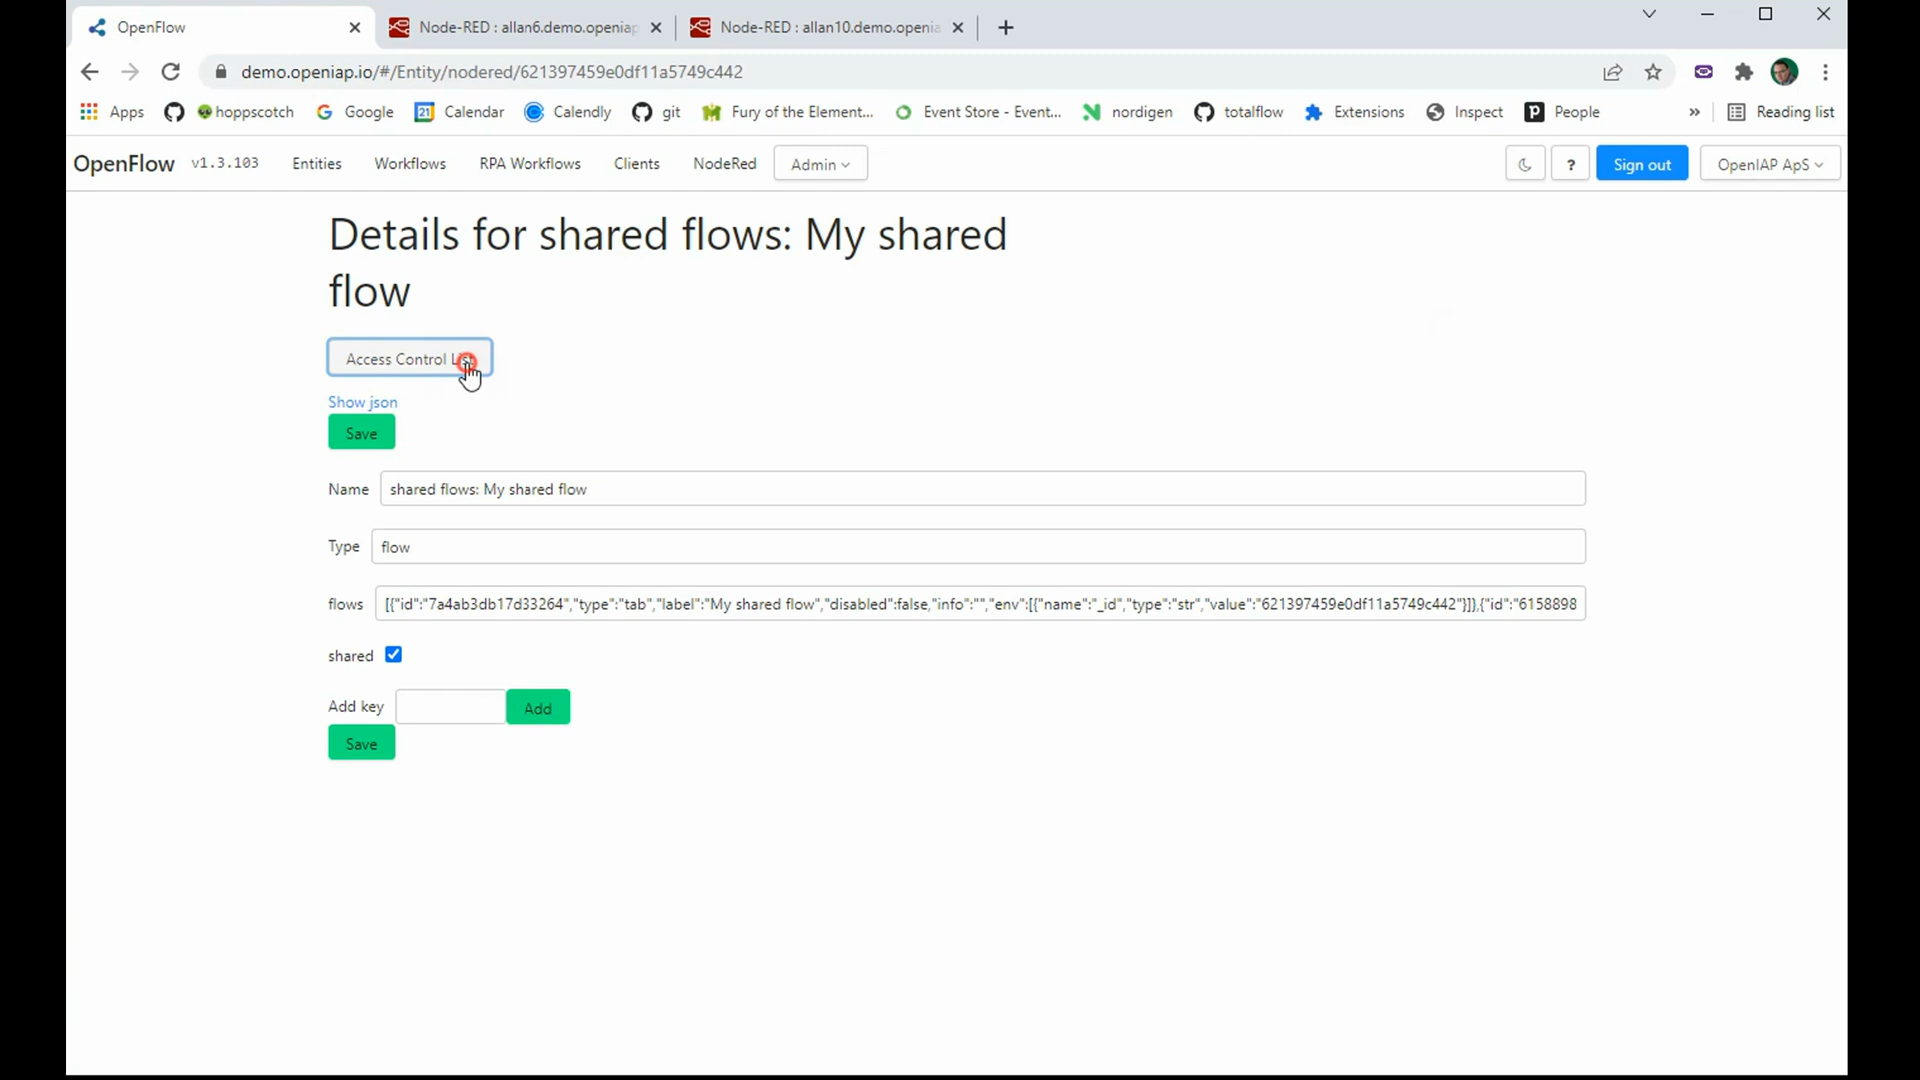 OpenFlow
Node-RED : allan6.demo.openiap
Node-RED : allan10.demo.openia
demo.openiap.io/#/Entity/nodered/621397459e0df11a5749c442
Apps
hoppscotch
Google
21
Calendar
Calendly
git
Fury of the Element...
Event Store - Event...
nordigen
totalflow
Extensions
Inspect
People
»
Reading list
OpenFlow v1.3.103 Entities Workflows RPA Workflows Clients NodeRed Admin ? Sign out OpenIAP ApS
Details for shared flows: My shared
flow
Access Control List
Show json
Save
Name shared flows: My shared flow
Type flow
flows [{"id":"7a4ab3db17d33264","type":"tab","label":"My shared flow","disabled":false,"info":"","env":[{"name":"_id","type":"str","value":"621397459e0df11a5749c442"}]},{"id":"6158898
shared
Add key Add
Save